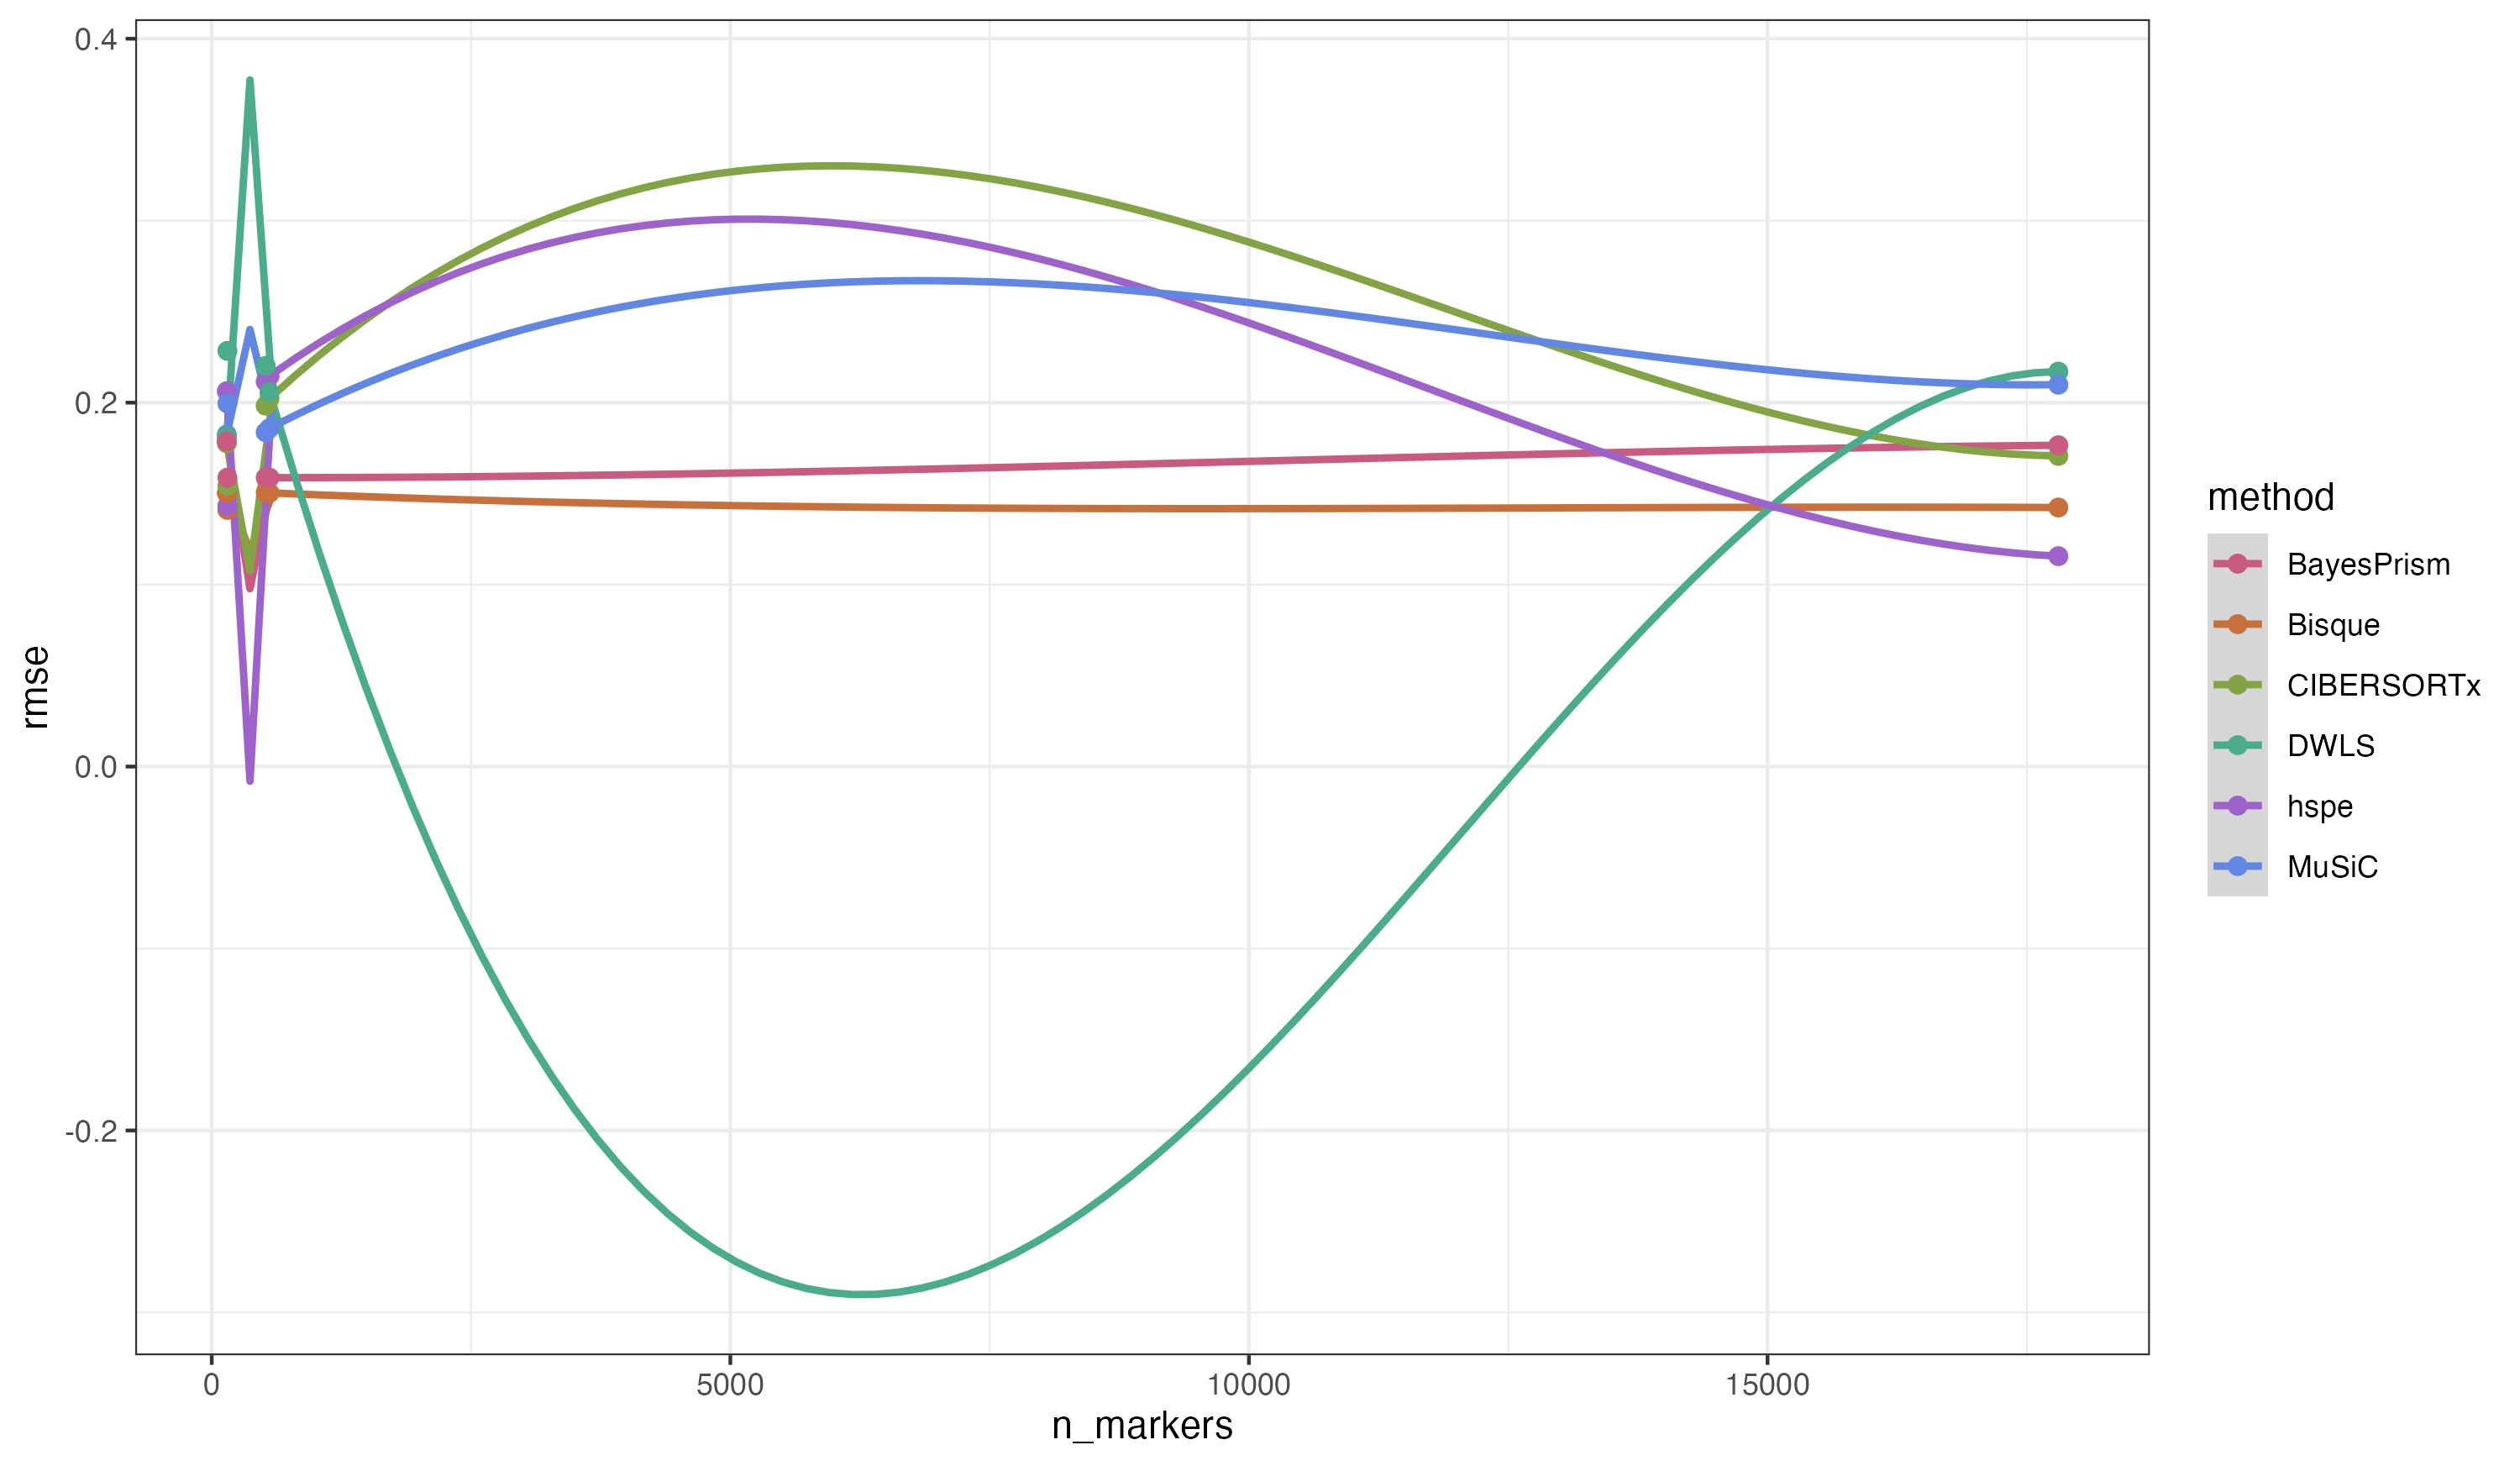 0.4
0.2
0.0
-0.2
rmse
0
5000
10000
15000
n_markers
method
BayesPrism
Bisque
CIBERSORTx
DWLS
hspe
MuSiC